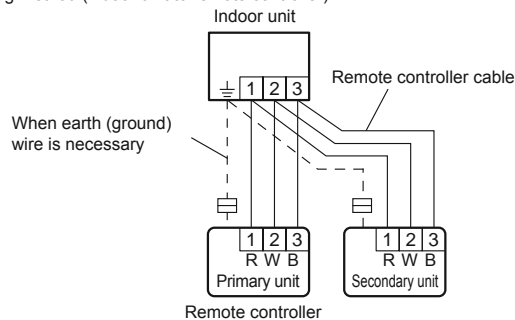 Indoor unit
1 2 3
Remote controller cable
When earth (ground)
wire is necessary
1 2 3
R W B
Primary unit
1 2 3
R W B
Secondary unit
Remote controller